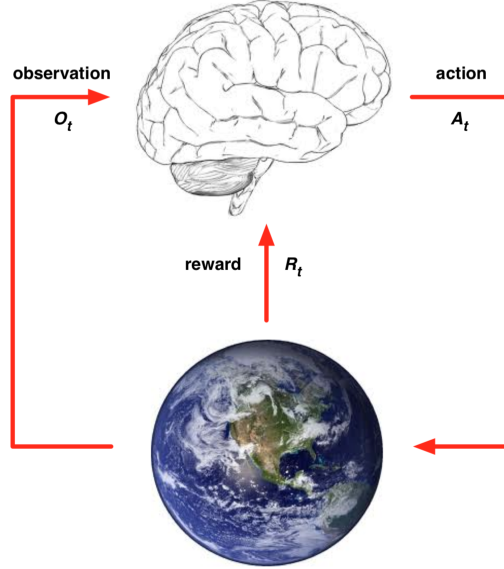 observation
O_t
action
A_t
reward R_t